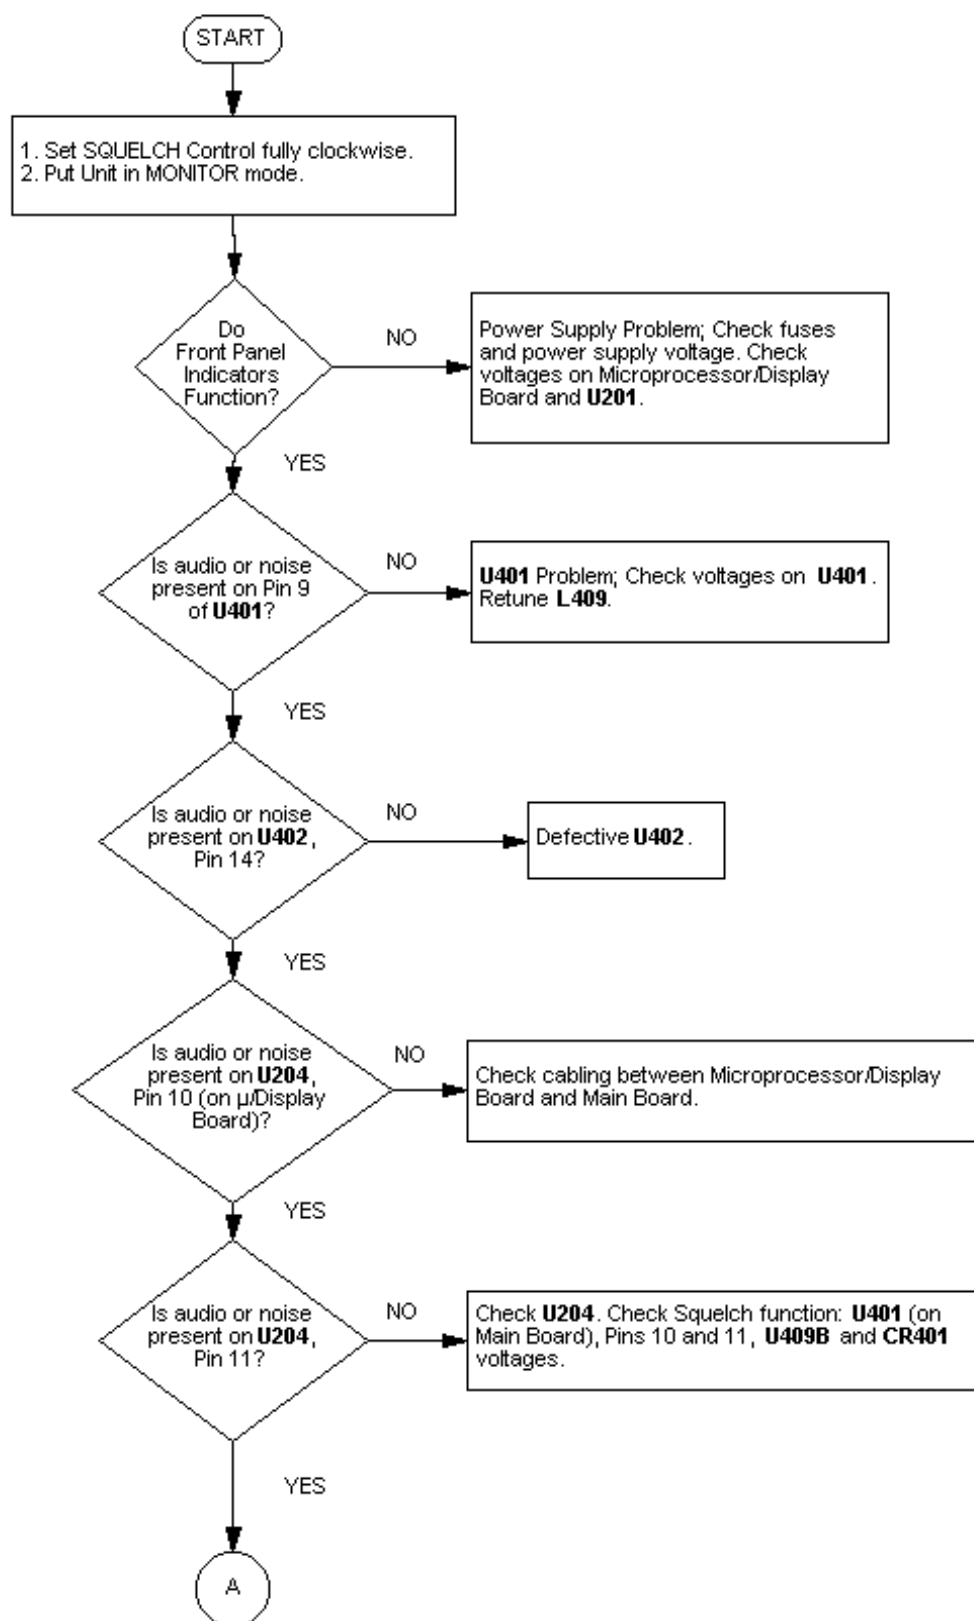 START
1. Set SQUELCH Control fully clockwise.
2. Put Unit in MONITOR mode.
Do
Front Panel
Indicators
Function?
NO
Power Supply Problem; Check fuses
and power supply voltage. Check
voltages on Microprocessor/Display
Board and U201.
YES
Is audio or noise
present on Pin 9
of U401?
NO
U401 Problem; Check voltages on U401.
Retune L409.
YES
Is audio or noise
present on U402,
Pin 14?
NO
Defective U402.
YES
Is audio or noise
present on U204,
Pin 10 (on µ/Display
Board)?
NO
Check cabling between Microprocessor/Display
Board and Main Board.
YES
Is audio or noise
present on U204,
Pin 11?
NO
Check U204. Check Squelch function: U401 (on
Main Board), Pins 10 and 11, U409B and CR401
voltages.
YES
A